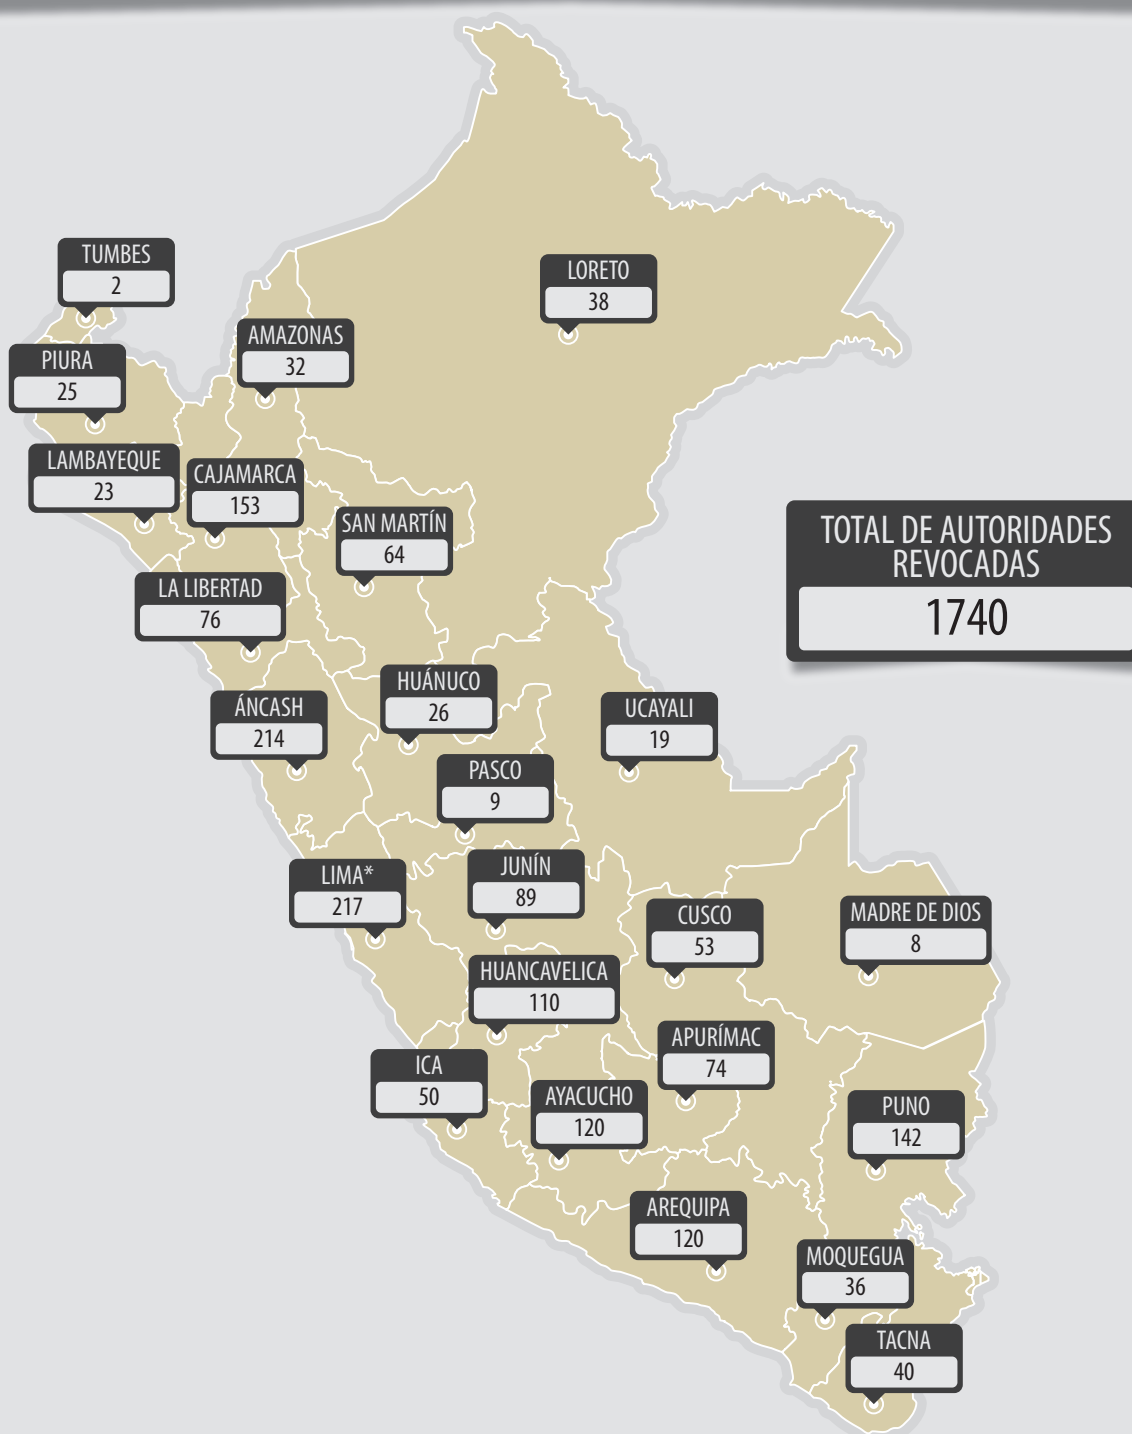 TUMBES
2
LORETO
38
AMAZONAS
32
PIURA
25
LAMBAYEQUE
23
CAJAMARCA
153
SAN MARTÍN
64
TOTAL DE AUTORIDADES
REVOCADAS
1740
LA LIBERTAD
76
HUÁNUCO
26
ÁNCASH
214
UCAYALI
19
PASCO
9
JUNÍN
89
LIMA*
217
CUSCO
53
MADRE DE DIOS
8
HUANCAVELICA
110
APURÍMAC
74
ICA
50
AYACUCHO
120
PUNO
142
AREQUIPA
120
MOQUEGUA
36
TACNA
40